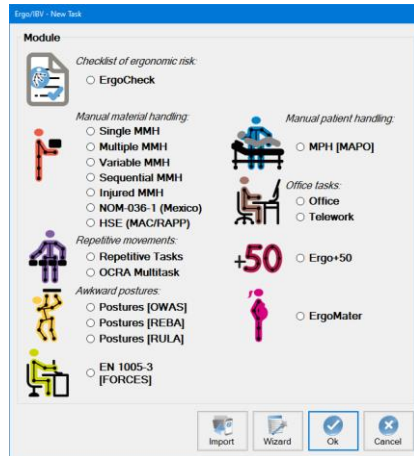 Ergo/IBV - New Task
Module
Checklist of ergonomic risk:
ErgoCheck
Manual material handling:
Single MMH
Multiple MMH
Variable MMH
Sequential MMH
Injured MMH
NOM-036-1 (Mexico)
HSE (MAC/RAPP)
Repetitive movements:
Repetitive Tasks
OCRA Multitask
Awkward postures:
Postures [OWAS]
Postures [REBA]
Postures [RULA]
EN 1005-3
[FORCES]
Manual patient handling:
MPH [MAPO]
Office tasks:
Office
Telework
+50
Ergo+50
ErgoMater
Import
Wizard
Ok
Cancel